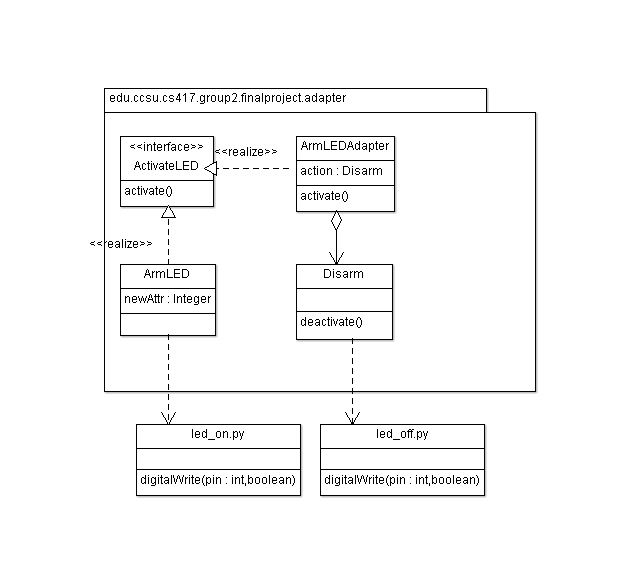 edu.ccsu.cs417.group2.finalproject.adapter
<<interface>>
ActivateLED
activate()
<<realize>>
ArmLEDAdapter
action : Disarm
activate()
<<realize>>
ArmLED
newAttr : Integer
Disarm
deactivate()
led_on.py
digitalWrite(pin : int,boolean)
led_off.py
digitalWrite(pin : int,boolean)